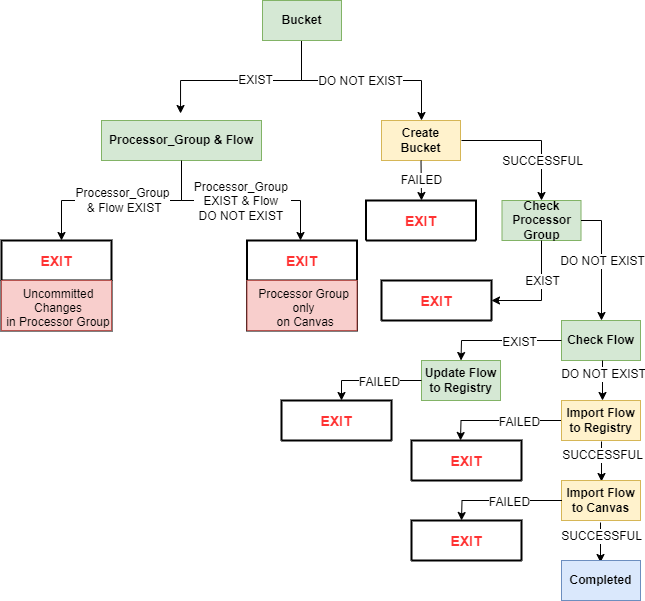 Bucket
EXIST
DO NOT EXIST
Processor_Group & Flow
Create
Bucket
SUCCESSFUL
FAILED
Processor_Group
& Flow EXIST
Processor_Group
EXIST & Flow
DO NOT EXIST
EXIT
Check
Processor
Group
EXIT
Uncommitted
Changes
in Processor Group
EXIT
Processor Group
only
on Canvas
EXIST
DO NOT EXIST
EXIT
Check Flow
EXIST
DO NOT EXIST
Update Flow
to Registry
FAILED
EXIT
Import Flow
to Registry
FAILED
SUCCESSFUL
EXIT
Import Flow
to Canvas
FAILED
SUCCESSFUL
EXIT
Completed